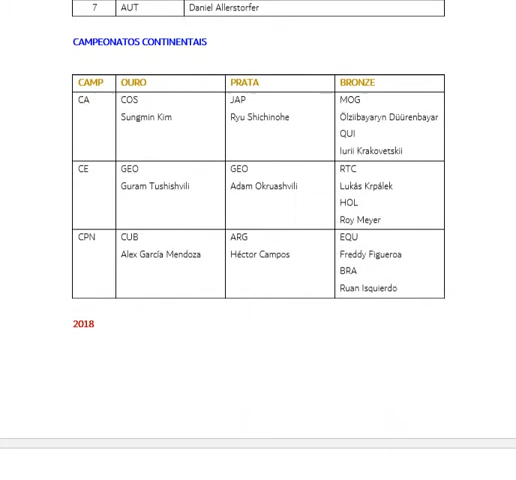 7 AUT Daniel Allerstorfer
CAMPEONATOS CONTINENTAIS
CAMP OURO PRATA BRONZE
CA COS JAP MOG
Sungmin Kim Ryu Shichinohe Ölziibayaryn Düürenbayar
QUI
Iurii Krakovetskii
CE GEO GEO RTC
Guram Tushishvili Adam Okruashvili Lukás Krpálek
HOL
Roy Meyer
CPN CUB ARG EQU
Alex García Mendoza Héctor Campos Freddy Figueroa
BRA
Ruan Isquierdo
2018